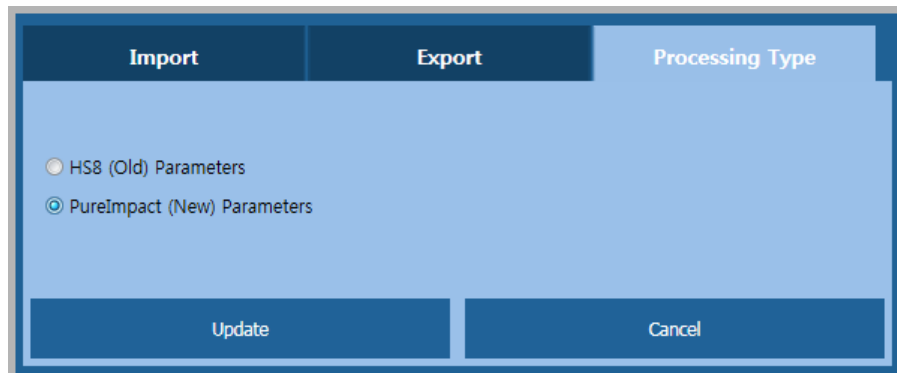 Import Export Processing Type
HS8 (Old) Parameters
PureImpact (New) Parameters
Update Cancel